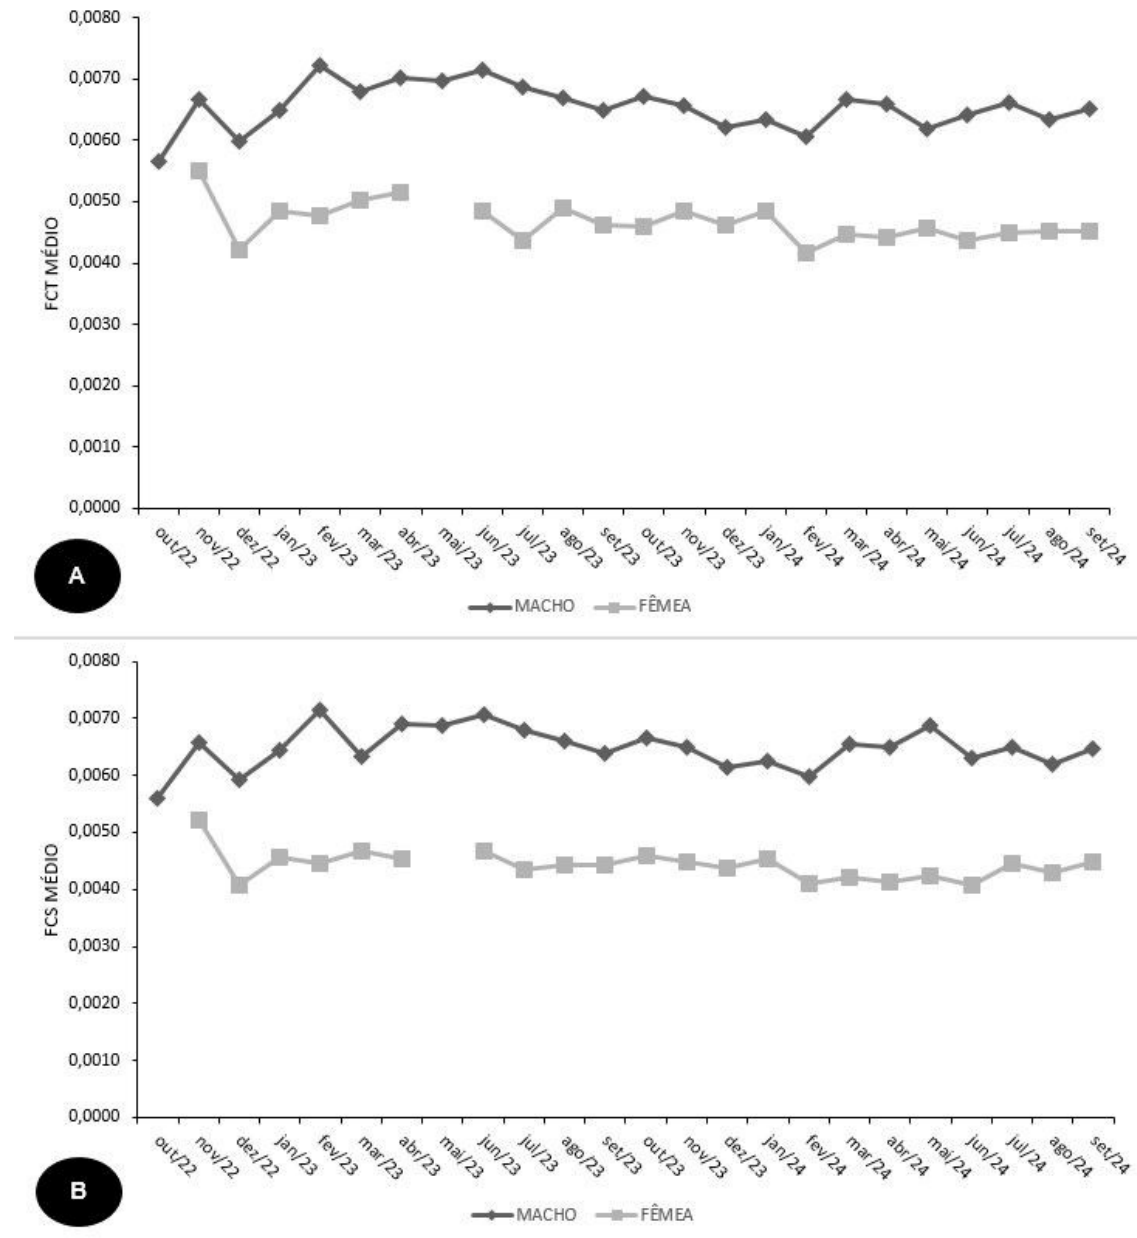 0,0080
0,0070
0,0060
0,0050
0,0040
0,0030
0,0020
0,0010
0,0000
FCT MÉDIO
out/22 nov/22 dez/22 jan/23 fev/23 mar/23 abr/23 mai/23 jun/23 jul/23 ago/23 set/23 out/23 nov/23 dez/23 jan/24 fev/24 mar/24 abr/24 mai/24 jun/24 jul/24 ago/24 set/24
A
MACHO FÊMEA
0,0080
0,0070
0,0060
0,0050
0,0040
0,0030
0,0020
0,0010
0,0000
FCS MÉDIO
out/22 nov/22 dez/22 jan/23 fev/23 mar/23 abr/23 mai/23 jun/23 jul/23 ago/23 set/23 out/23 nov/23 dez/23 jan/24 fev/24 mar/24 abr/24 mai/24 jun/24 jul/24 ago/24 set/24
B
MACHO FÊMEA